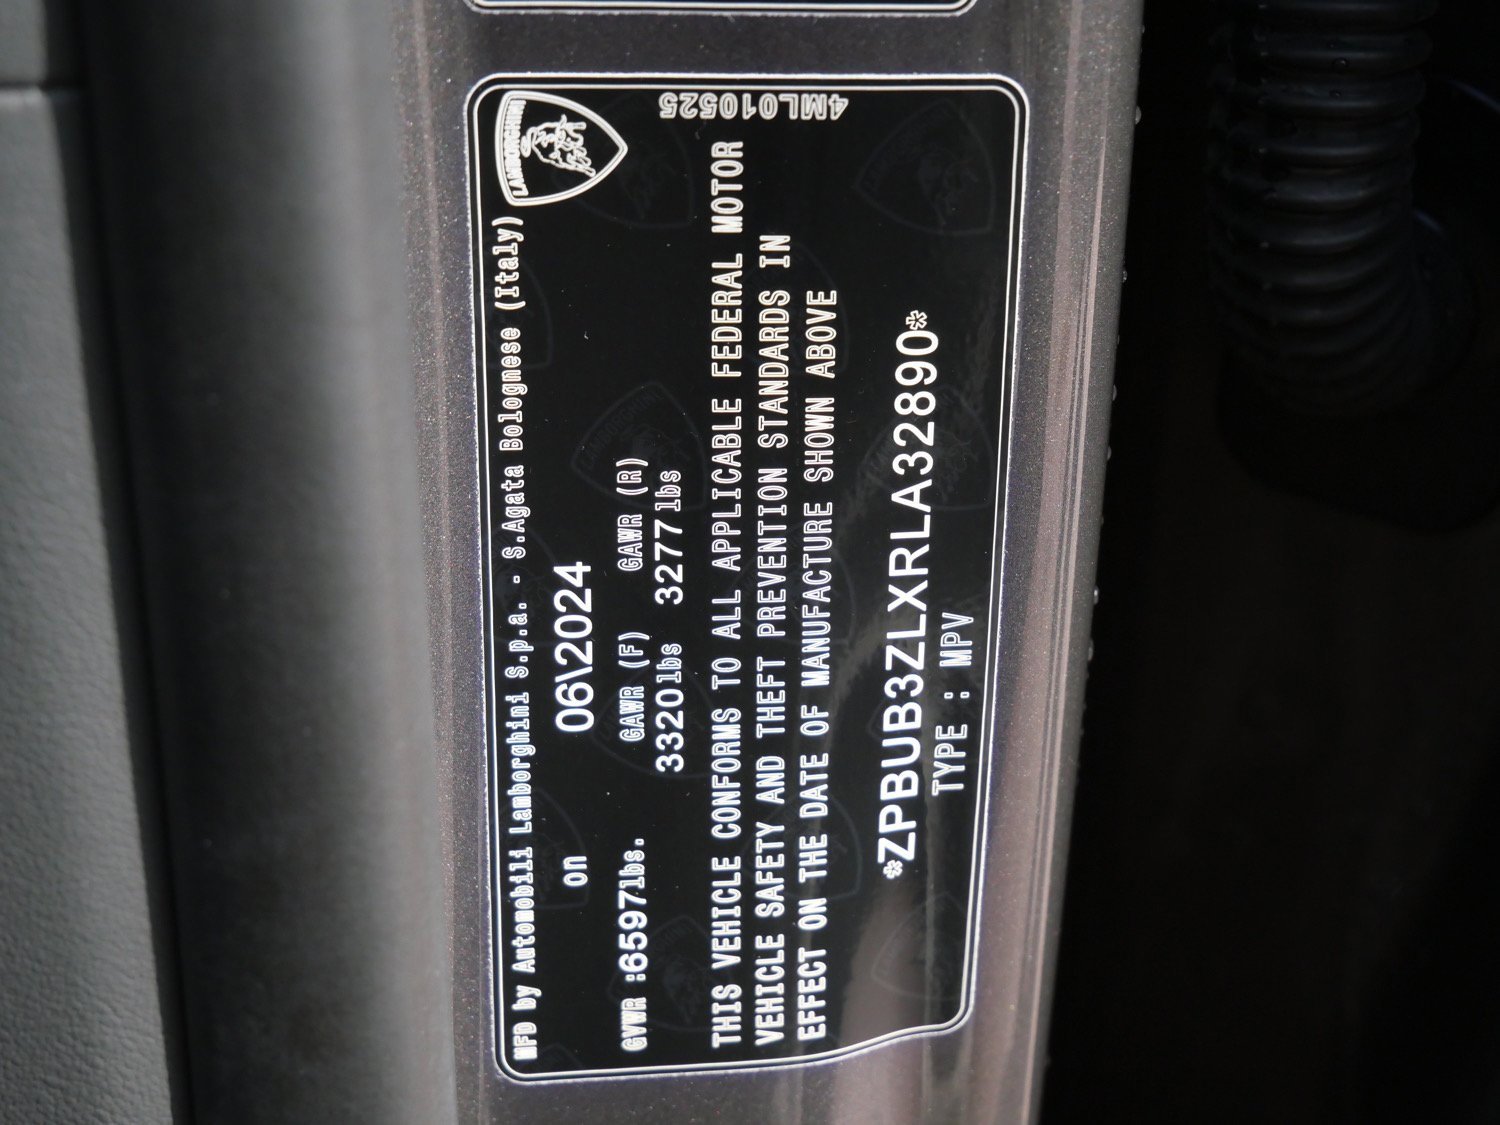 MFD by Automobili Lamborghini S.p.a. - S.Agata Bolognese (Italy)
LAMBORGHINI
on 06\2024
GVWR :6597lbs. GAWR (F) GAWR (R)
3320lbs 3277lbs
THIS VEHICLE CONFORMS TO ALL APPLICABLE FEDERAL MOTOR
VEHICLE SAFETY AND THEFT PREVENTION STANDARDS IN
EFFECT ON THE DATE OF MANUFACTURE SHOWN ABOVE
*ZPBUB3ZLXRLA32890*
TYPE : MPV
4ML010525